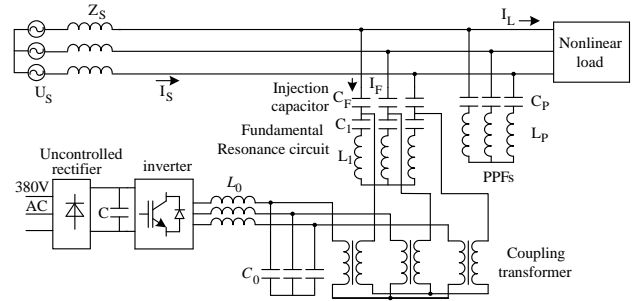 Z_S
I_L
Nonlinear
load
U_S
I_S
Injection
capacitor
C_F
I_F
C_P
Fundamental
Resonance circuit
C_1
L_1
L_P
PPFs
Uncontrolled
rectifier
inverter
380V
AC
C
L_0
C_0
Coupling
transformer